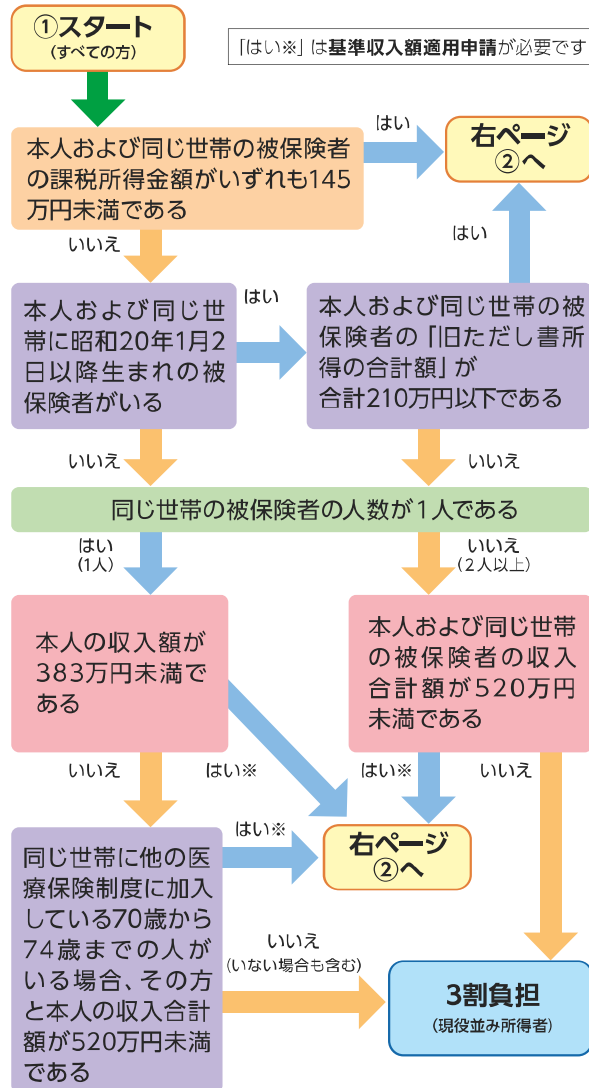 ①スタート
(すべての方)
「はい※」は基準収入額適用申請が必要です
はい
右ページ
②へ
本人および同じ世帯の被保険者
の課税所得金額がいずれも145
万円未満である
いいえ
はい
本人および同じ世
帯に昭和20年1月2
日以降生まれの被
保険者がいる
はい
本人および同じ世帯の被
保険者の「旧ただし書所
得の合計額」が
合計210万円以下である
いいえ
いいえ
同じ世帯の被保険者の人数が1人である
はい
(1人)
いいえ
(2人以上)
本人の収入額が
383万円未満で
ある
本人および同じ世帯
の被保険者の収入
合計額が520万円
未満である
いいえ
はい※
はい※
いいえ
はい※
右ページ
②へ
同じ世帯に他の医
療保険制度に加入
している70歳から
74歳までの人が
いる場合、その方
と本人の収入合計
額が520万円未満
である
いいえ
(いない場合も含む)
3割負担
(現役並み所得者)